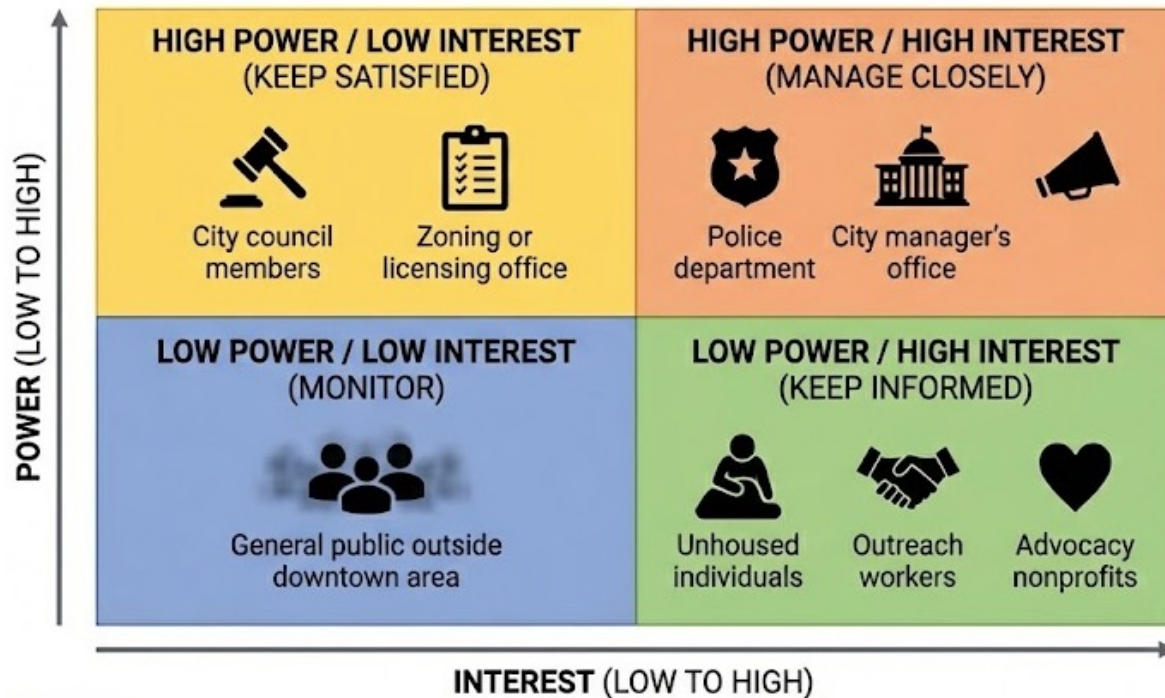 HIGH POWER / LOW INTEREST
(KEEP SATISFIED)
City council
members
Zoning or
licensing office
HIGH POWER / HIGH INTEREST
(MANAGE CLOSELY)
Police
department
City manager's
office
LOW POWER / LOW INTEREST
(MONITOR)
General public outside
downtown area
LOW POWER / HIGH INTEREST
(KEEP INFORMED)
Unhoused
individuals
Outreach
workers
Advocacy
nonprofits
POWER (LOW TO HIGH)
INTEREST (LOW TO HIGH)